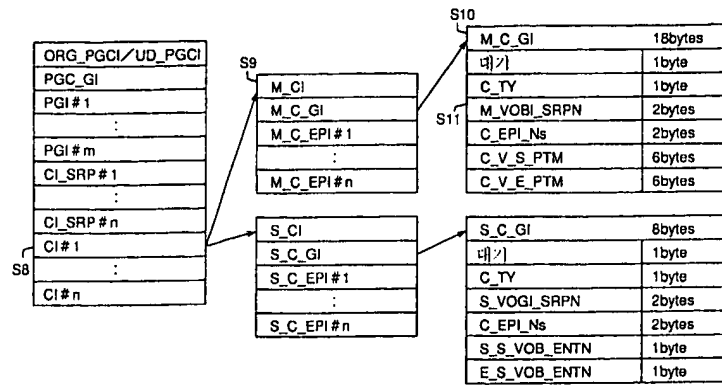 ORG_PGCI/UD_PGCI
PGC_GI
PGI#1
:
PGI#m
CI_SRP#1
:
CI_SRP#n
S8
CI#1
:
CI#n
S9
M_CI
M_C_GI
M_C_EPI#1
:
M_C_EPI#n
S_CI
S_C_GI
S_C_EPI#1
:
S_C_EPI#n
S10
M_C_GI 18bytes
대기 1byte
C_TY 1byte
S11
M_VOBI_SRPN 2bytes
C_EPI_Ns 2bytes
C_V_S_PTM 6bytes
C_V_E_PTM 6bytes
S_C_GI 8bytes
대기 1byte
C_TY 1byte
S_VOGI_SRPN 2bytes
C_EPI_Ns 2bytes
S_S_VOB_ENTN 1byte
E_S_VOB_ENTN 1byte